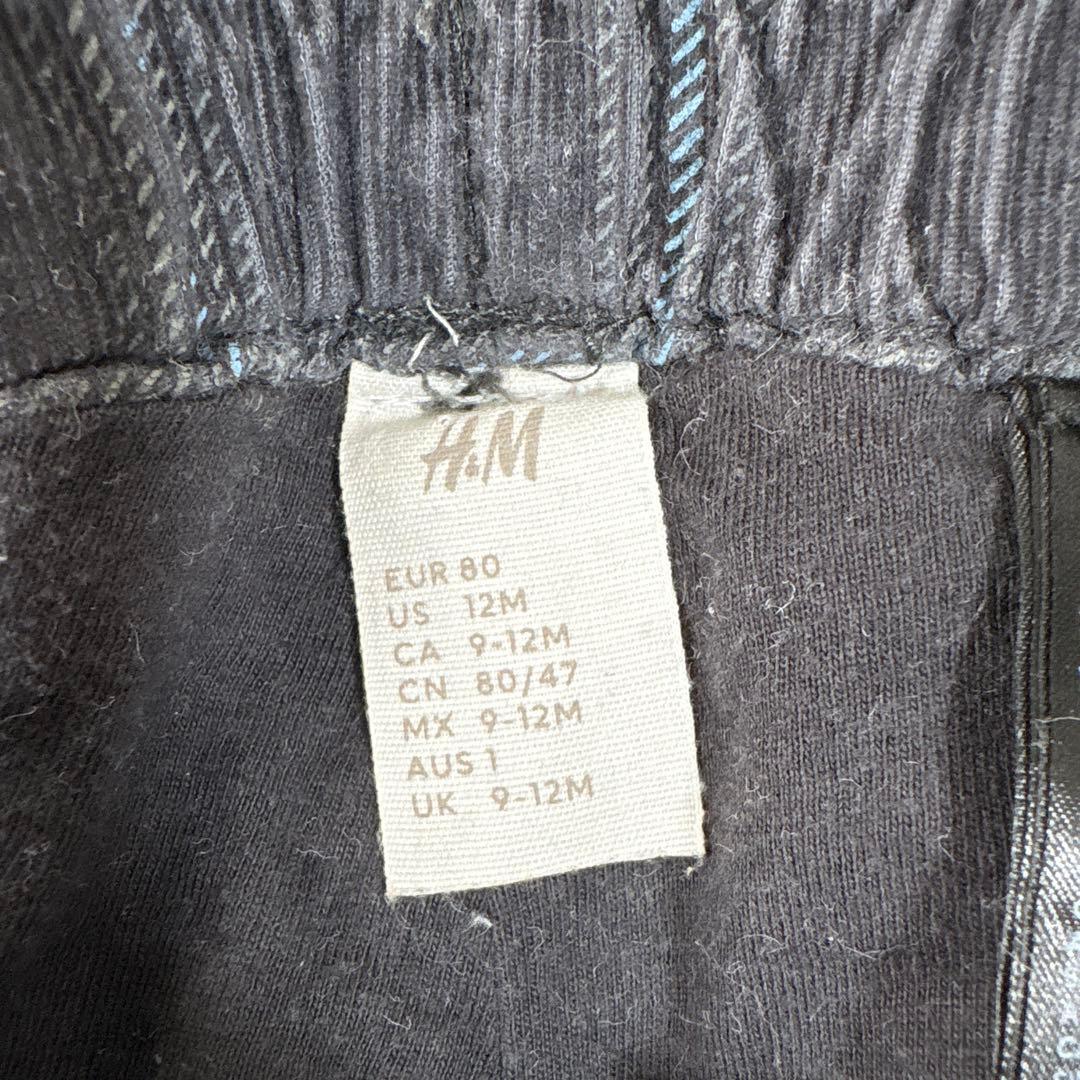 H&M
EUR 80
US 12M
CA 9-12M
CN 80/47
MX 9-12M
AUS 1
UK 9-12M